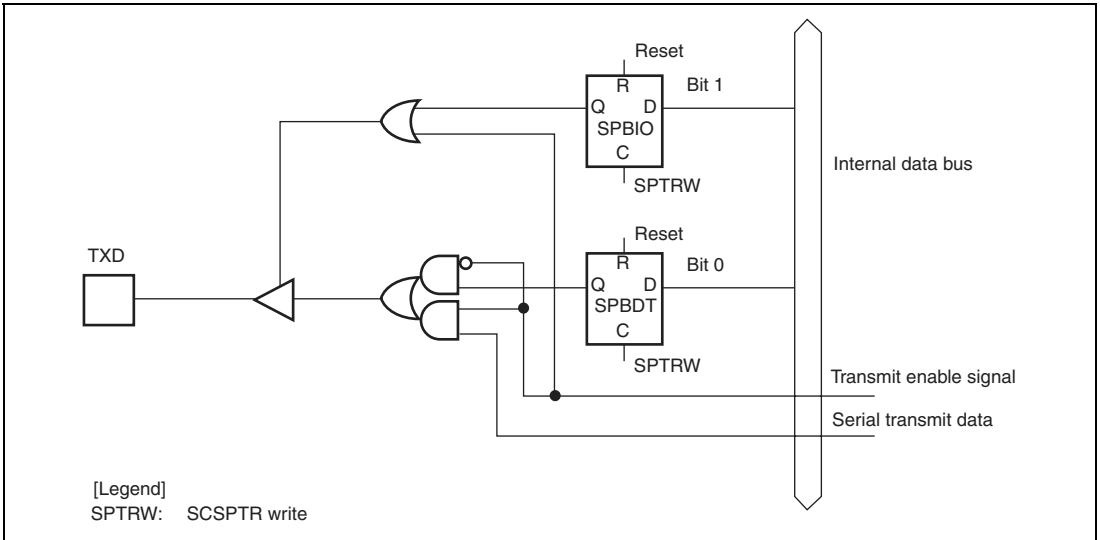 Reset
R
Bit 1
Q D
SPBIO
C
SPTRW
Internal data bus
Reset
R
Bit 0
Q D
SPBDT
C
SPTRW
TXD
Transmit enable signal
Serial transmit data
[Legend]
SPTRW: SCSPTR write